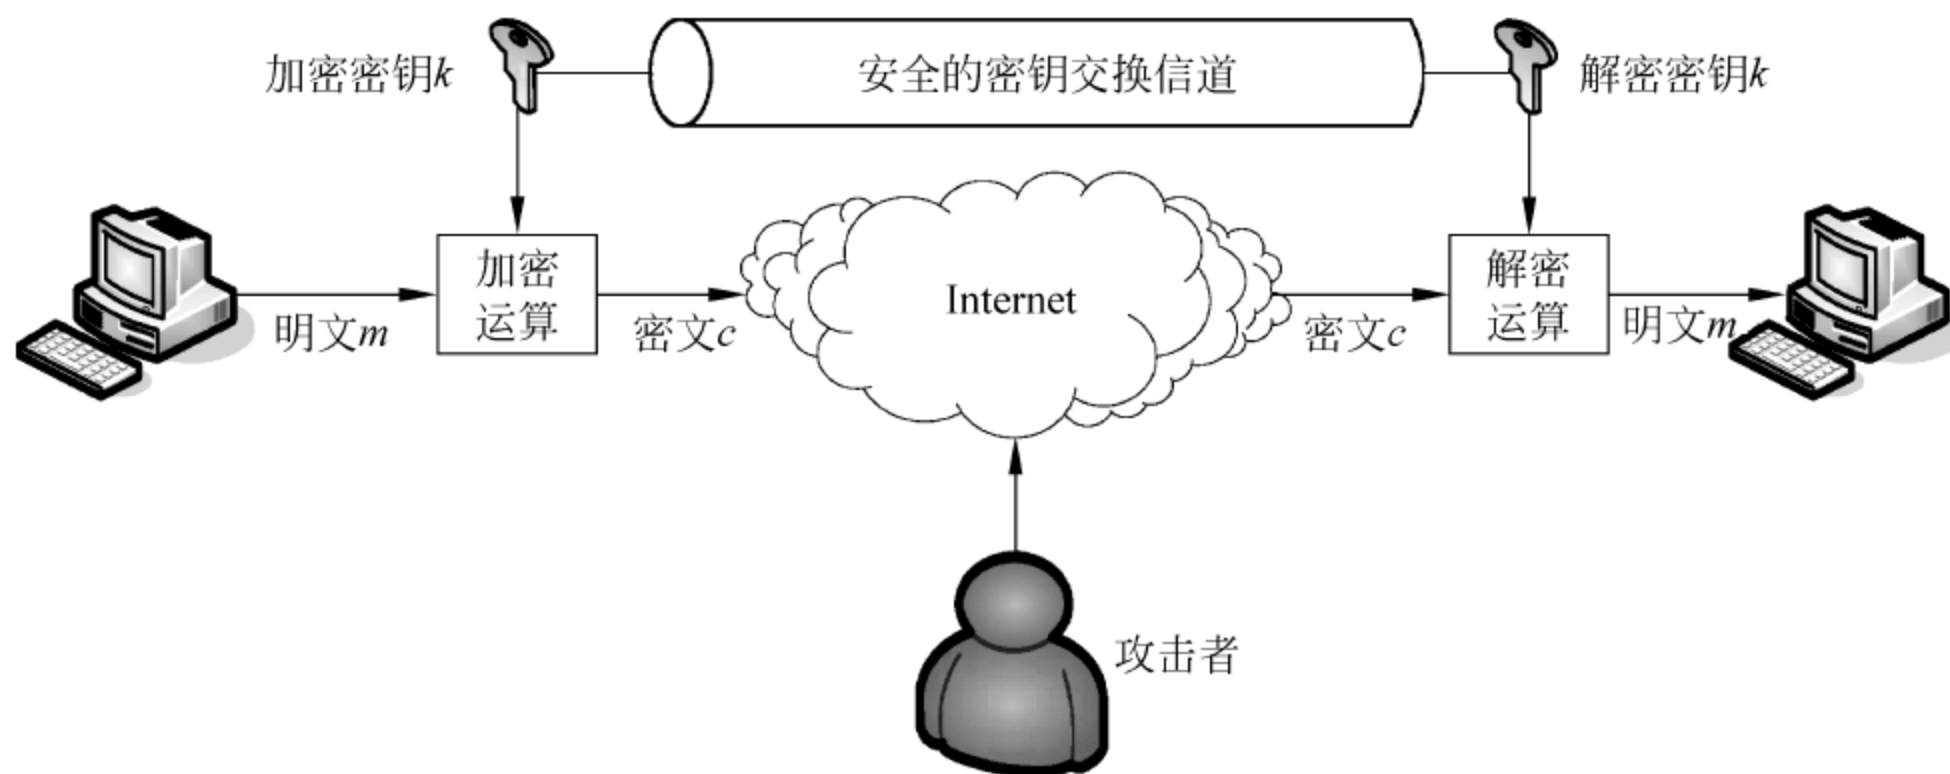 加密密钥k
安全的密钥交换信道
解密密钥k
加密
运算
Internet
解密
运算
明文m
密文c
密文c
明文m
攻击者